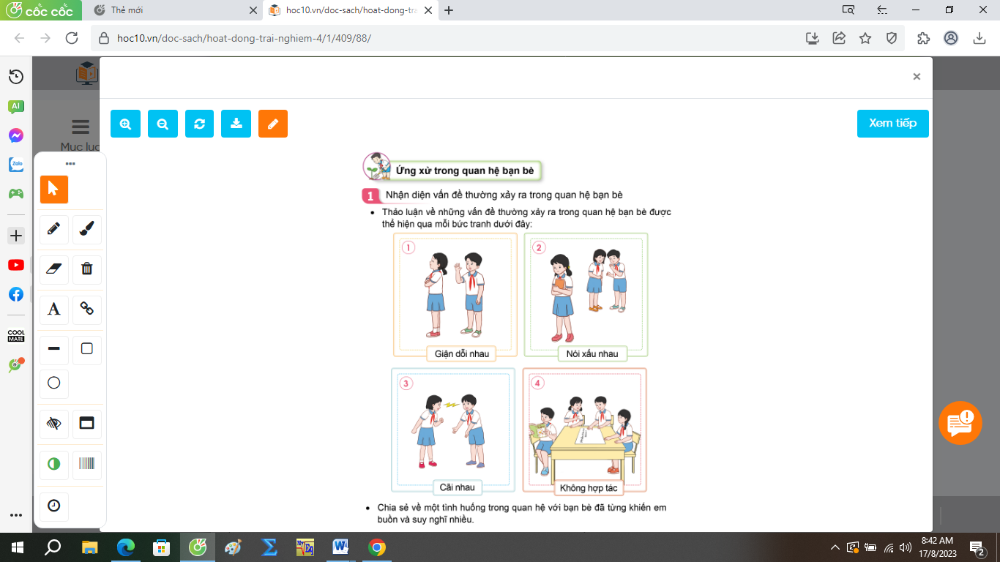 cốc cốc
Thẻ mới
hoc10.vn/doc-sach/hoat-dong-tra
hoc10.vn/doc-sach/hoat-dong-trai-nghiem-4/1/409/88/
AI
Zalo
COOL
MATE
Mục lục
Xem tiếp
A
Ứng xử trong quan hệ bạn bè
1 Nhận diện vấn đề thường xảy ra trong quan hệ bạn bè
• Thảo luận về những vấn đề thường xảy ra trong quan hệ bạn bè được
thể hiện qua mỗi bức tranh dưới đây:
1
2
Giận dỗi nhau
Nói xấu nhau
3
4
Cãi nhau
Không hợp tác
• Chia sẻ về một tình huống trong quan hệ với bạn bè đã từng khiến em
buồn và suy nghĩ nhiều.
8:42 AM
17/8/2023
2